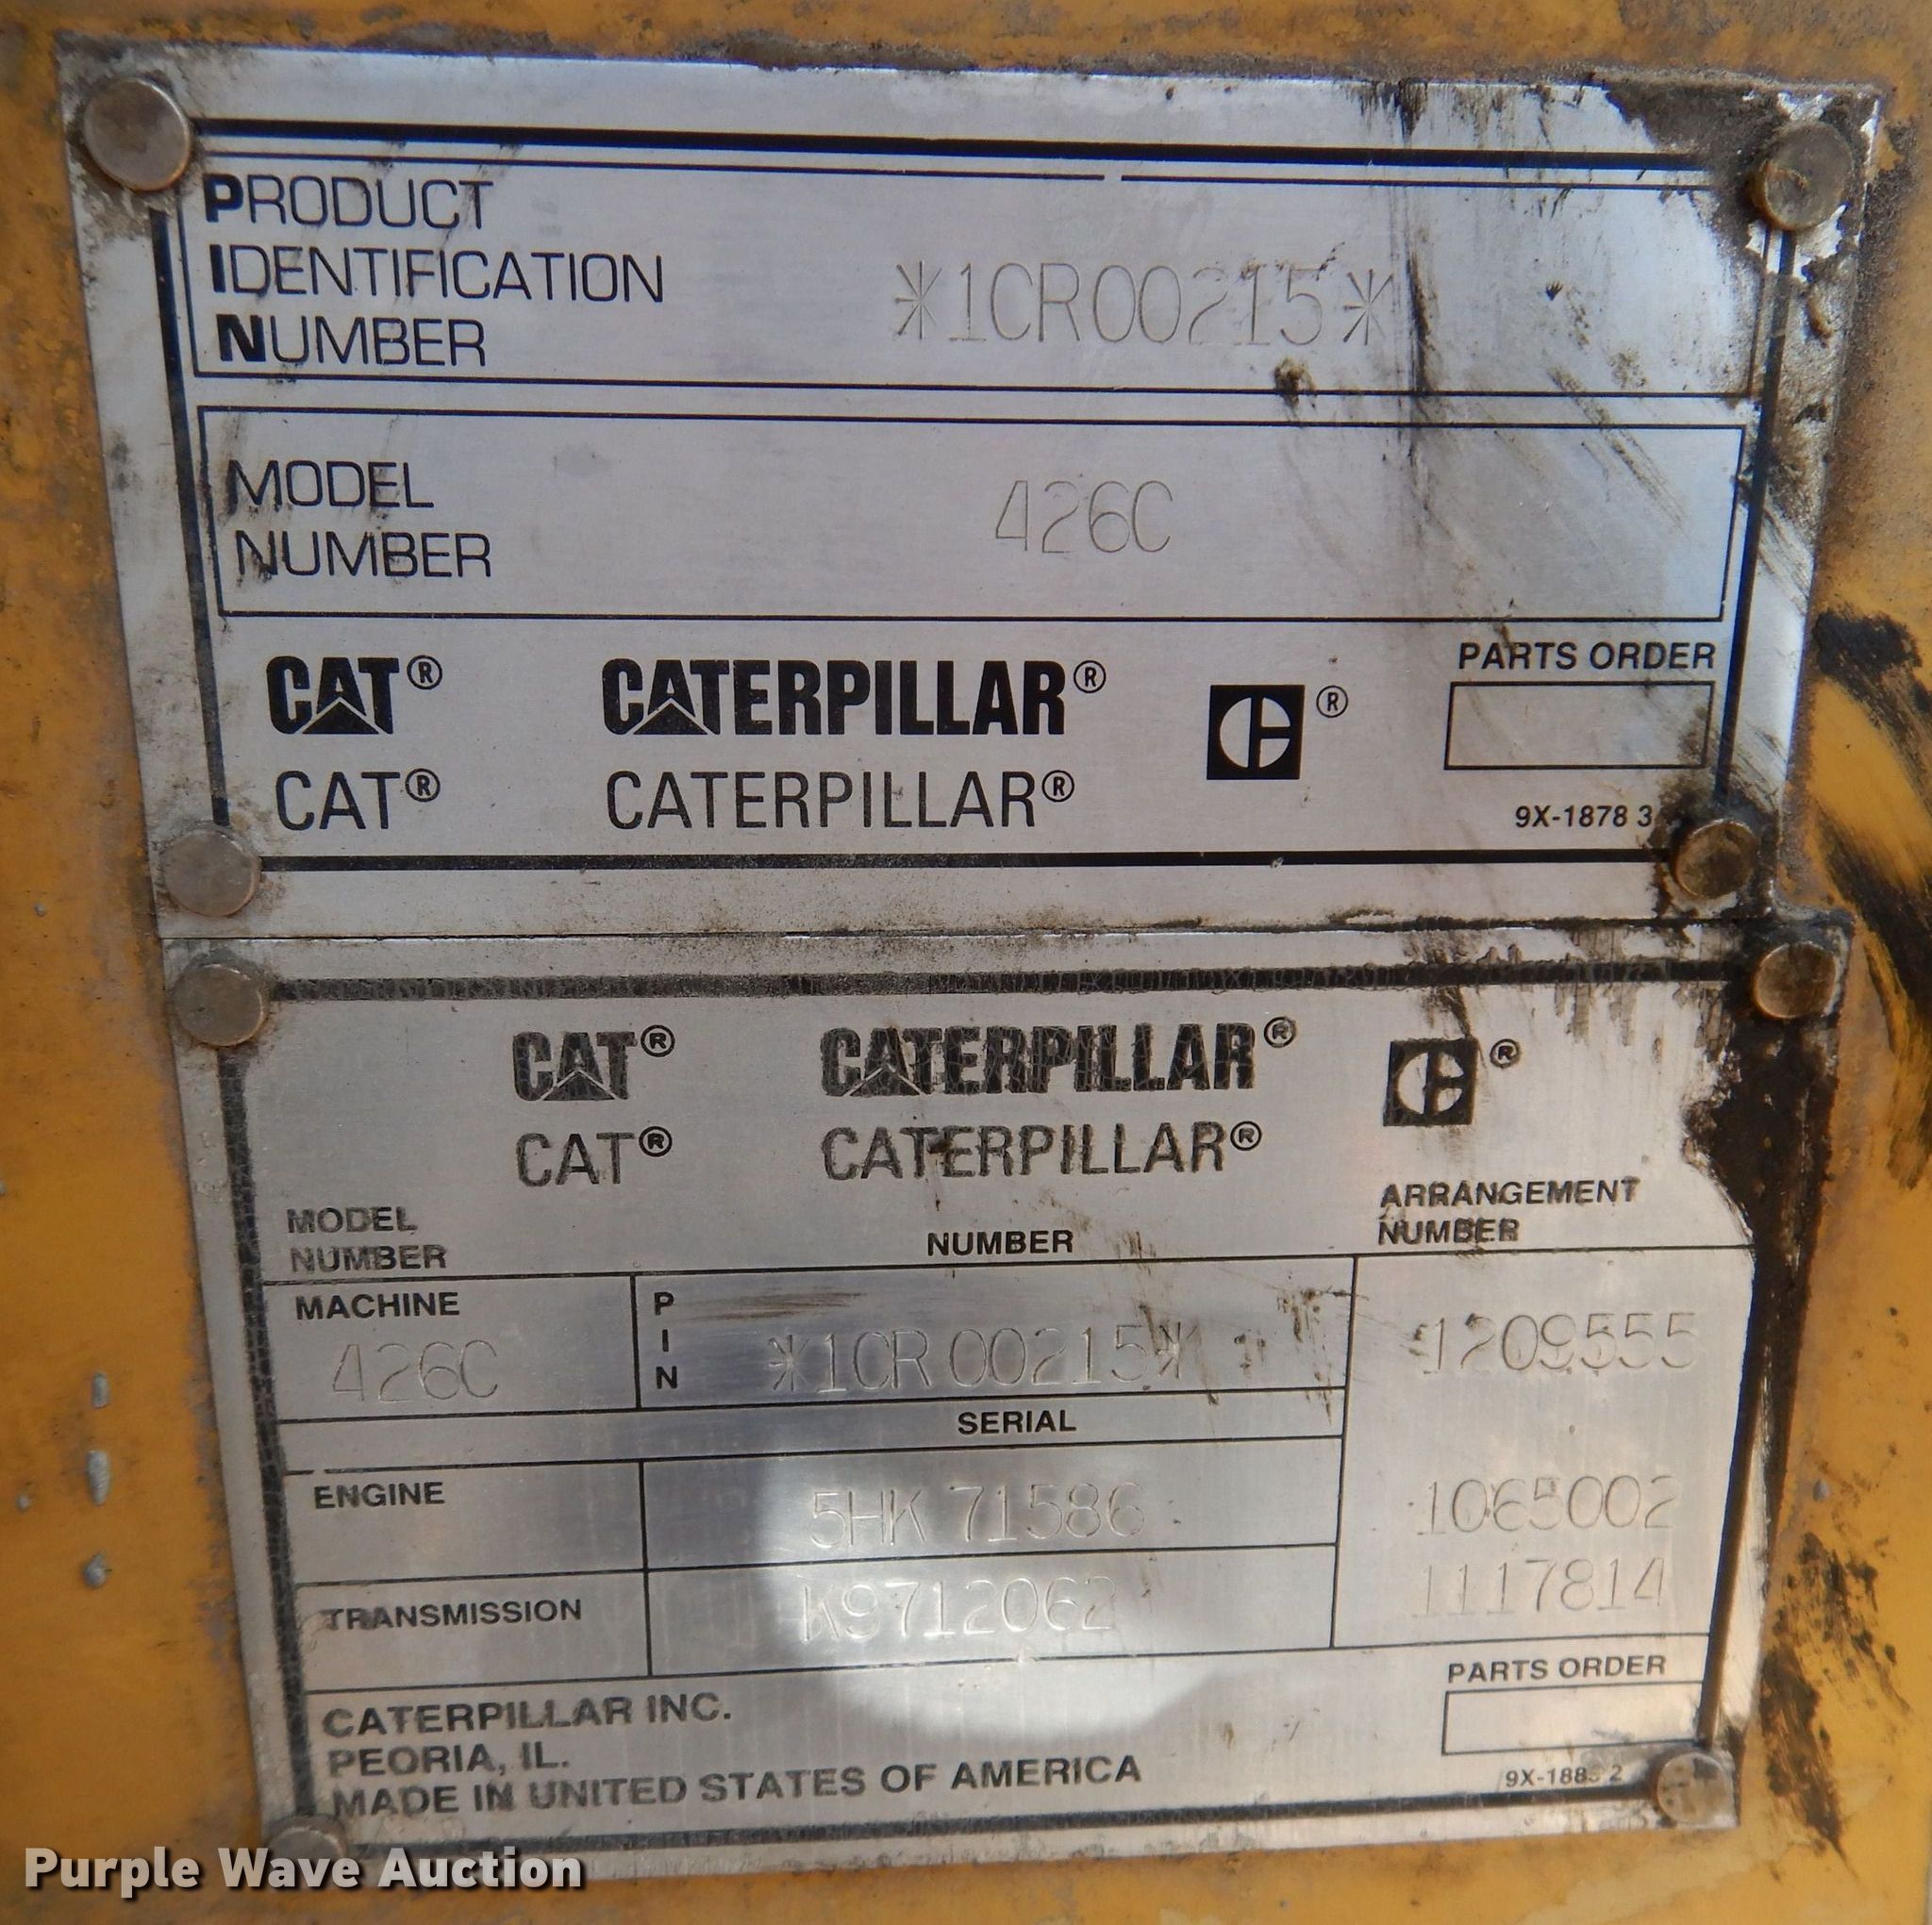 PRODUCT
IDENTIFICATION
NUMBER
*1CR00215*
MODEL
NUMBER
426C
CAT® CATERPILLAR® ®
CAT® CATERPILLAR®
PARTS ORDER
9X-1878 3
CAT® CATERPILLAR® ®
CAT® CATERPILLAR®
MODEL
NUMBER
NUMBER
ARRANGEMENT
NUMBER
MACHINE
426C
PIN
*1CR00215*
1209555
SERIAL
ENGINE
5HK71586
1065002
TRANSMISSION
K9712062
1117814
CATERPILLAR INC.
PEORIA, IL.
MADE IN UNITED STATES OF AMERICA
PARTS ORDER
Purple Wave Auction